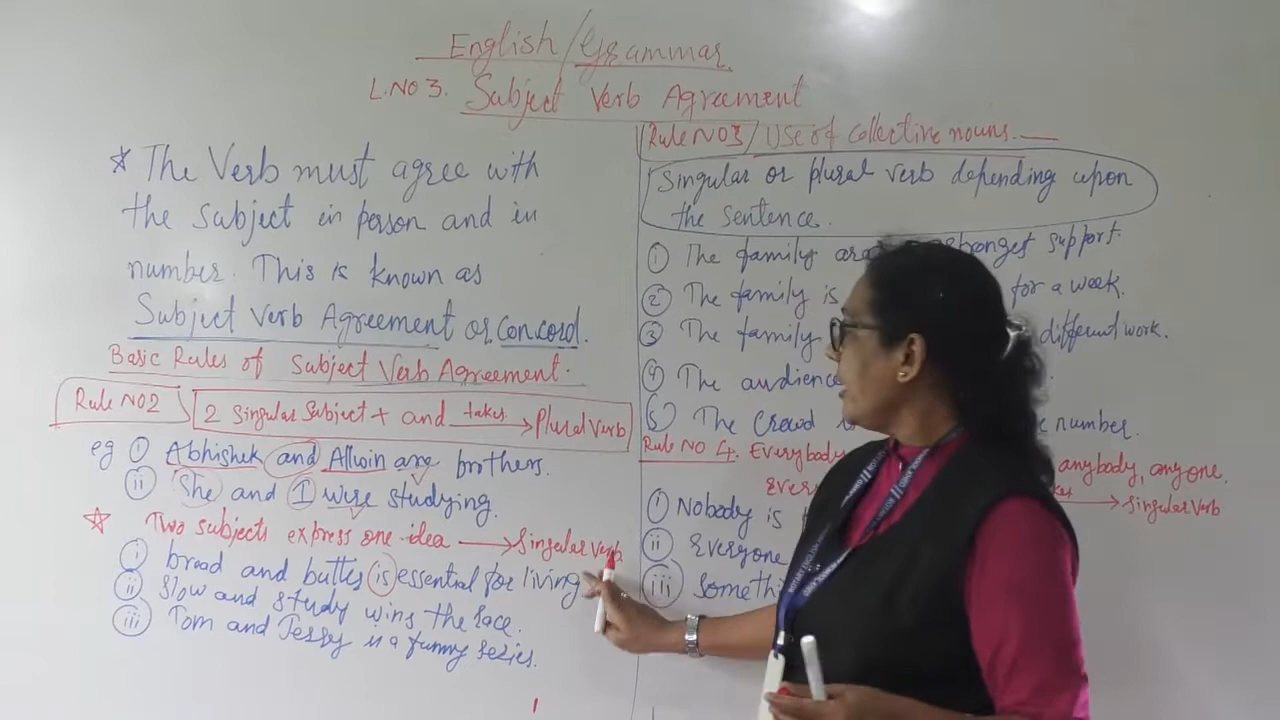 English/Grammar
L.NO 3. Subject Verb Agreement
* The Verb must agree with
the subject in person and in
number. This is known as
Subject Verb Agreement or Concord.
Basic Rules of Subject Verb Agreement.
Rule NO 2
2 Singular Subject + and takes → Plural Verb
eg i Abhishek and Allwin are brothers.
ii She and I were studying.
☆ Two subjects express one idea → Singular verb
i bread and butter is essential for living
ii Slow and study wins the race.
iii Tom and Jerry is a funny series.
Rule NO 3 / Use of Collective nouns.
Singular or plural verb depending upon
the sentence.
1 The family are strongest support.
2 The family is for a week.
3 The family different work.
4 The audience
5 The crowd number.
Rule NO 4. Everybody anybody, anyone.
→ Singular verb
i Nobody is
ii Everyone
iii